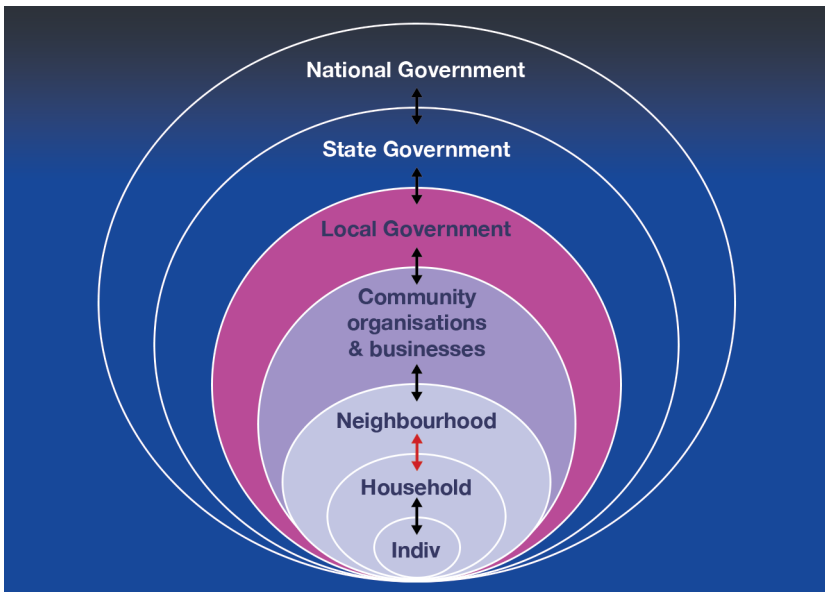 National Government
State Government
Local Government
Community
organisations
& businesses
Neighbourhood
Household
Indiv